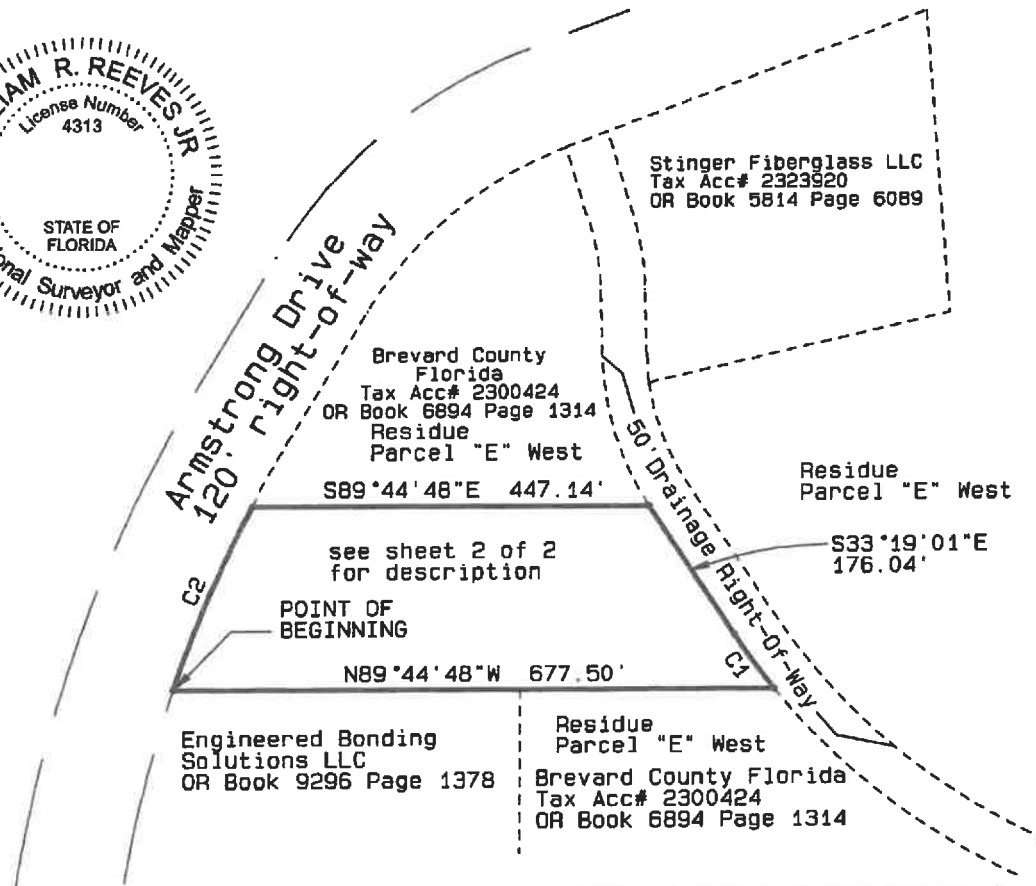 R. REEVES JR
License Number
4313
STATE OF
FLORIDA
Surveyor and Mapper
Stinger Fiberglass LLC
Tax Acc# 2323920
OR Book 5814 Page 6089
Armstrong Drive
120' right-of-way
Brevard County
Florida
Tax Acc# 2300424
OR Book 6894 Page 1314
Residue
Parcel "E" West
50' Drainage Right-Of-Way
Residue
Parcel "E" West
S89°44'48"E 447.14'
S33°19'01"E
176.04'
see sheet 2 of 2
for description
C2
POINT OF
BEGINNING
C1
N89°44'48"W 677.50'
Engineered Bonding
Solutions LLC
OR Book 9296 Page 1378
Residue
Parcel "E" West
Brevard County Florida
Tax Acc# 2300424
OR Book 6894 Page 1314